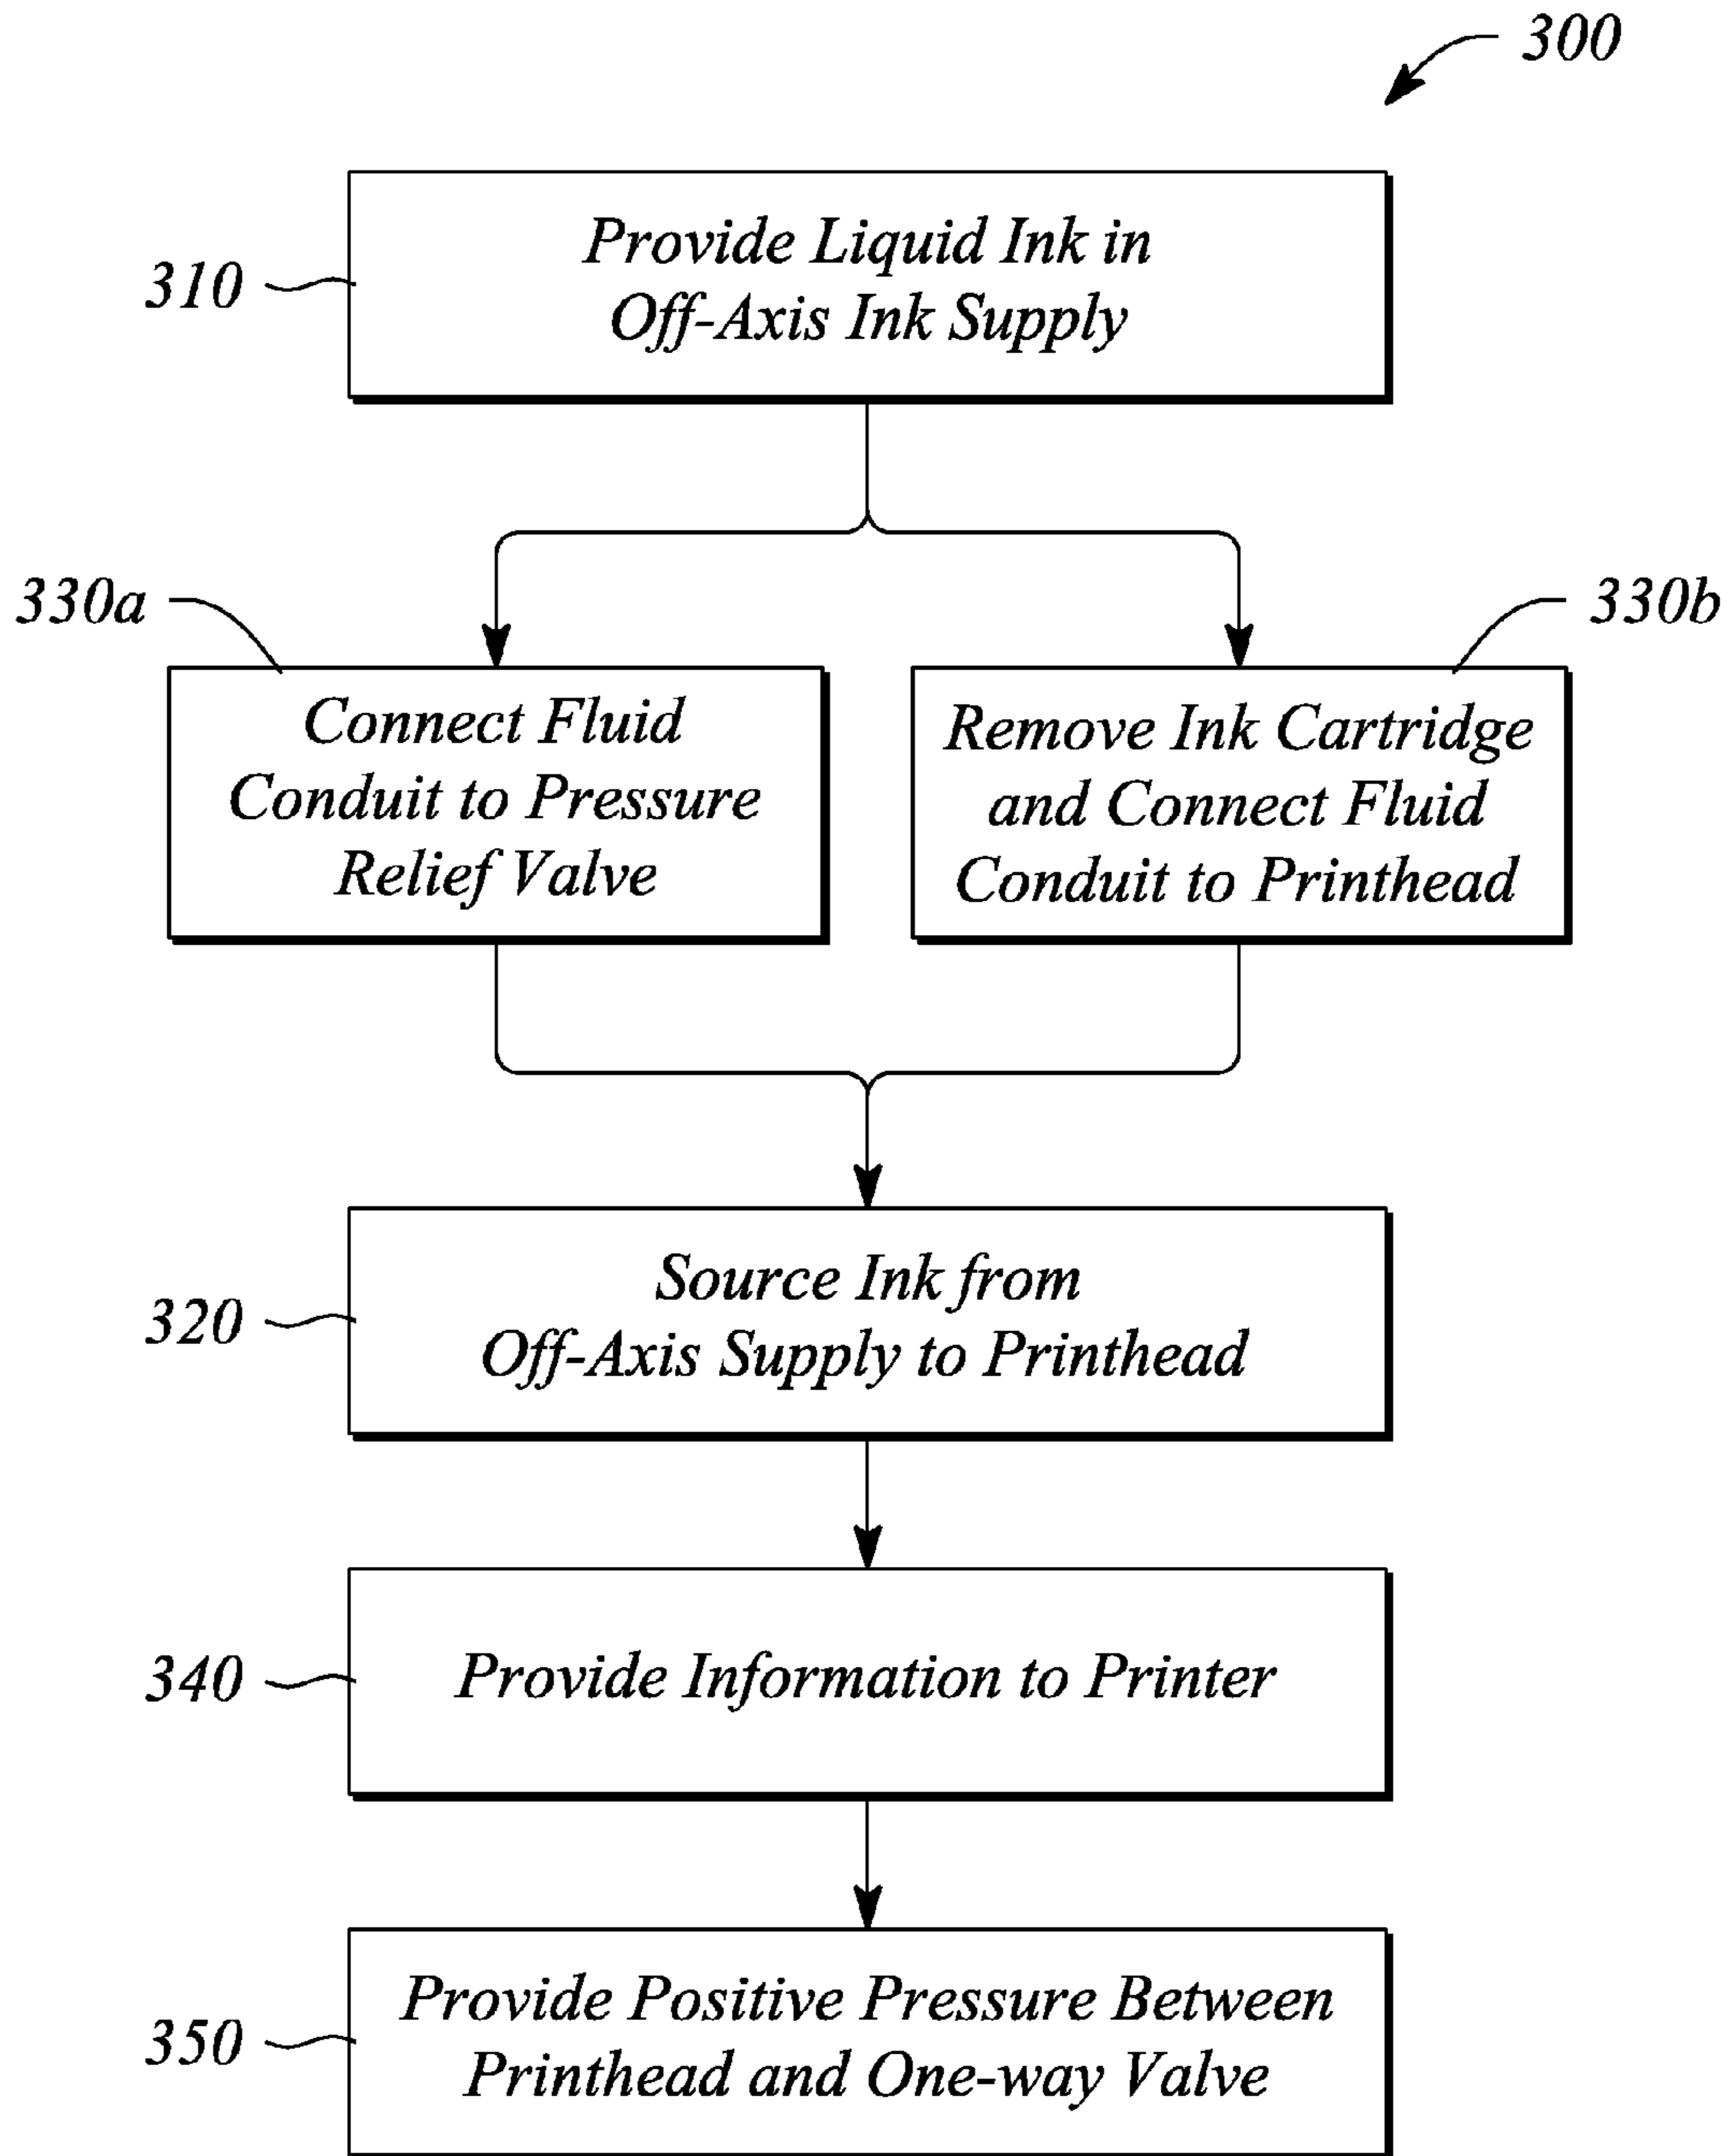 300
310
Provide Liquid Ink in
Off-Axis Ink Supply
330a
330b
Connect Fluid
Conduit to Pressure
Relief Valve
Remove Ink Cartridge
and Connect Fluid
Conduit to Printhead
320
Source Ink from
Off-Axis Supply to Printhead
340
Provide Information to Printer
350
Provide Positive Pressure Between
Printhead and One-way Valve